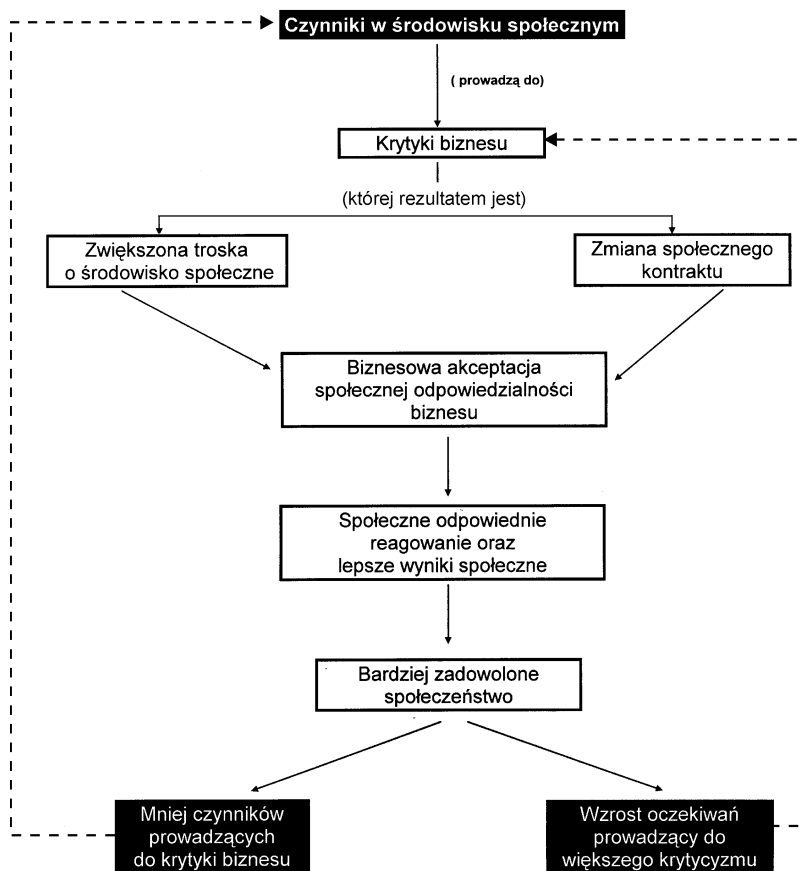 Czynniki w środowisku społecznym
( prowadzą do)
Krytyki biznesu
(której rezultatem jest)
Zwiększona troska
o środowisko społeczne
Zmiana społecznego
kontraktu
Biznesowa akceptacja
społecznej odpowiedzialności
biznesu
Społeczne odpowiednie
reagowanie oraz
lepsze wyniki społeczne
Bardziej zadowolone
społeczeństwo
Mniej czynników
prowadzących
do krytyki biznesu
Wzrost oczekiwań
prowadzący do
większego krytycyzmu